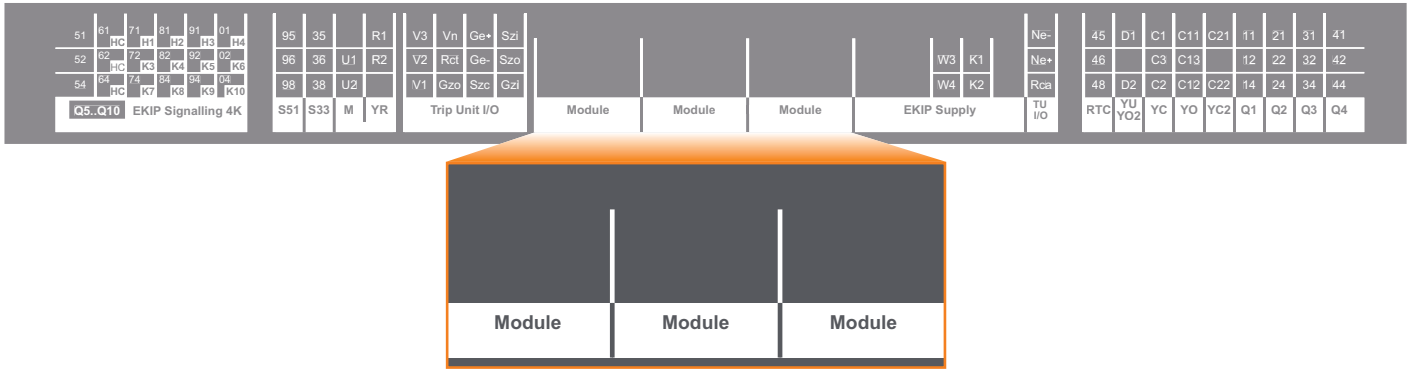 51 61 HC 71 H1 81 H2 91 H3 01 H4 95 35 R1 V3 Vn Ge+ Szi Ne- 45 D1 C1 C11 C21 11 21 31 41
52 62 HC 72 K3 82 K4 92 K5 02 K6 96 36 U1 R2 V2 Rct Ge- Szo W3 K1 Ne+ 46 C3 C13 12 22 32 42
54 64 HC 74 K7 84 K8 94 K9 04 K10 98 38 U2 V1 Gzo Szc Gzi W4 K2 Rca 48 D2 C2 C12 C22 14 24 34 44
Q5..Q10 EKIP Signalling 4K S51 S33 M YR Trip Unit I/O Module Module Module EKIP Supply TU I/O RTC YU YO2 YC YO YC2 Q1 Q2 Q3 Q4
Module Module Module